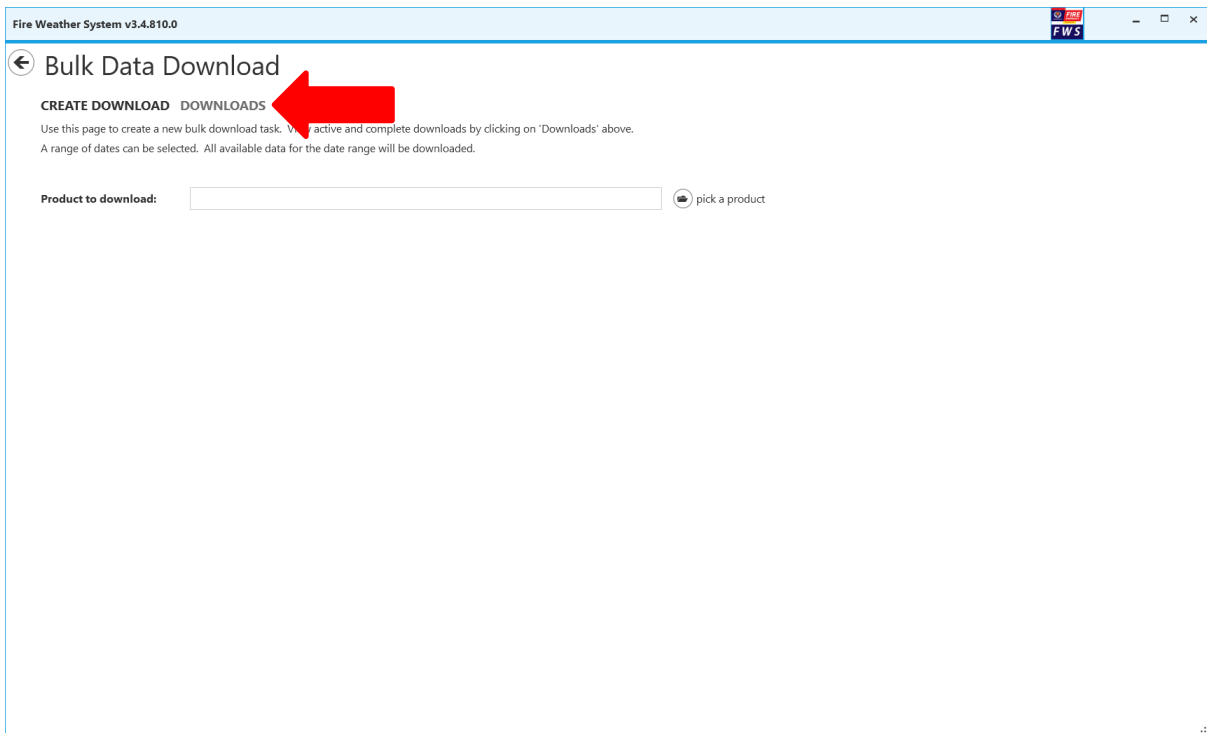 Fire Weather System v3.4.810.0
FIRE
FWS
Bulk Data Download
CREATE DOWNLOAD DOWNLOADS
Use this page to create a new bulk download task. active and complete downloads by clicking on 'Downloads' above.
A range of dates can be selected. All available data for the date range will be downloaded.
Product to download:
pick a product